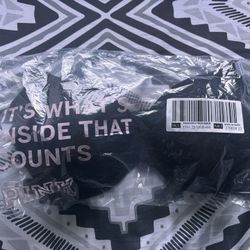 IT'S WHAT'S
INSIDE THAT
COUNTS
PINK